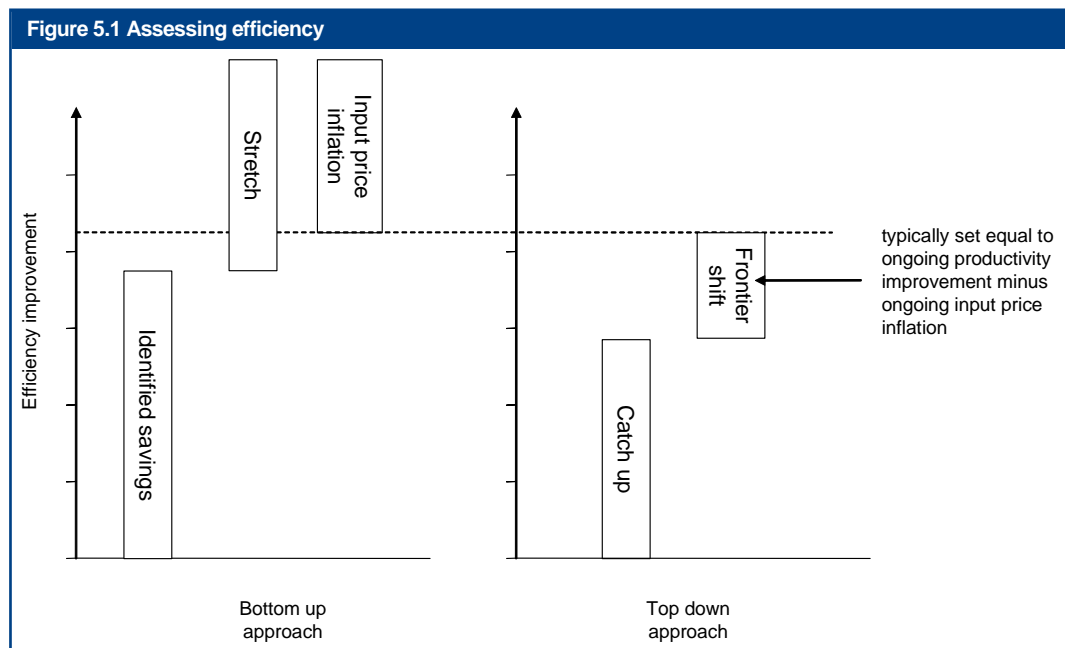 Figure 5.1 Assessing efficiency
Efficiency improvement
Identified savings
Stretch
Input price
inflation
Bottom up
approach
Catch up
Frontier
shift
Top down
approach
typically set equal to
ongoing productivity
improvement minus
ongoing input price
inflation